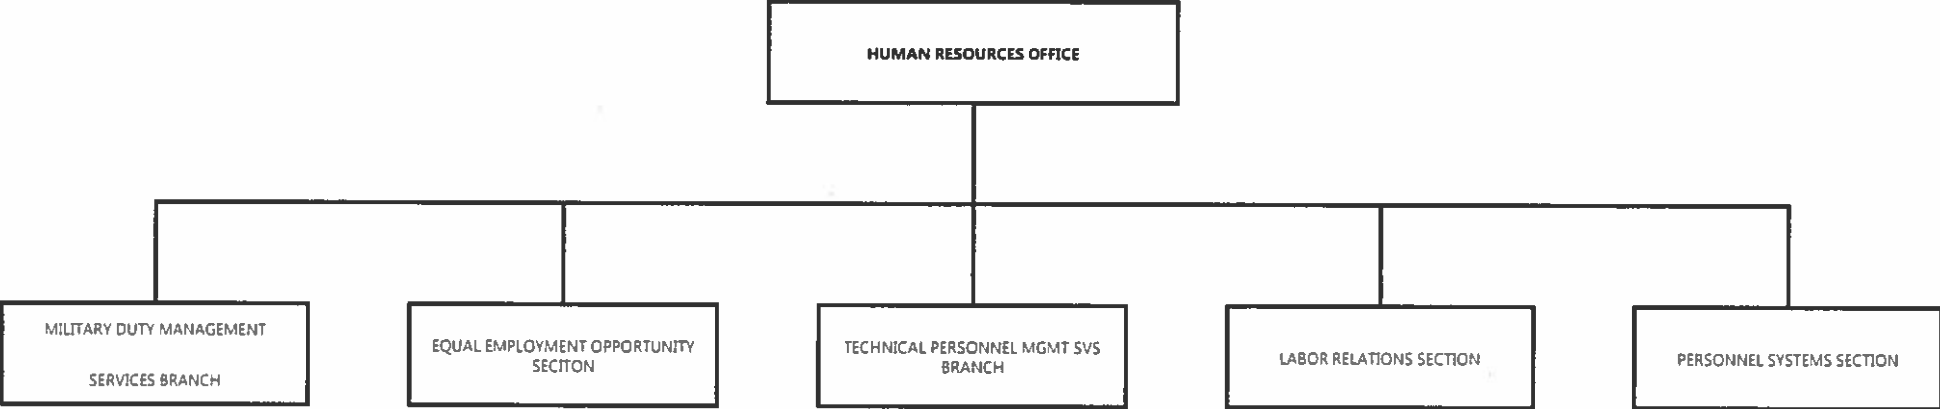 HUMAN RESOURCES OFFICE
MILITARY DUTY MANAGEMENT
SERVICES BRANCH
EQUAL EMPLOYMENT OPPORTUNITY
SECITON
TECHNICAL PERSONNEL MGMT SVS
BRANCH
LABOR RELATIONS SECTION
PERSONNEL SYSTEMS SECTION